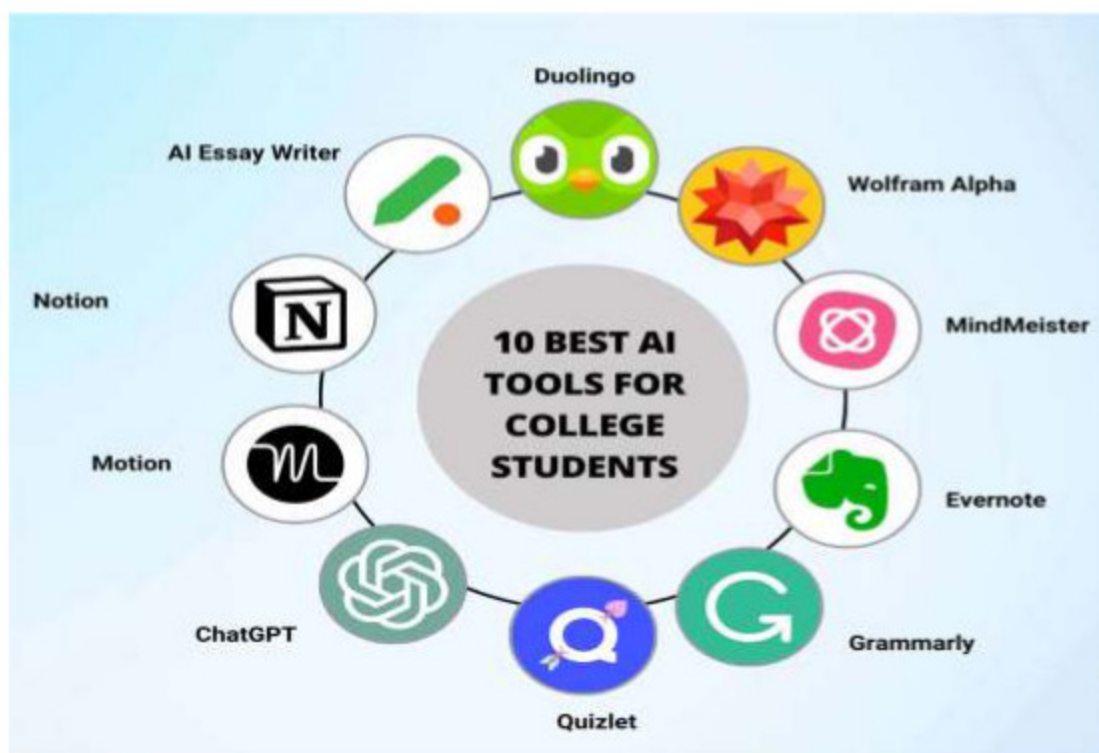 Duolingo
AI Essay Writer
Wolfram Alpha
Notion
N
MindMeister
10 BEST AI
TOOLS FOR
COLLEGE
STUDENTS
Motion
Evernote
ChatGPT
Grammarly
Quizlet